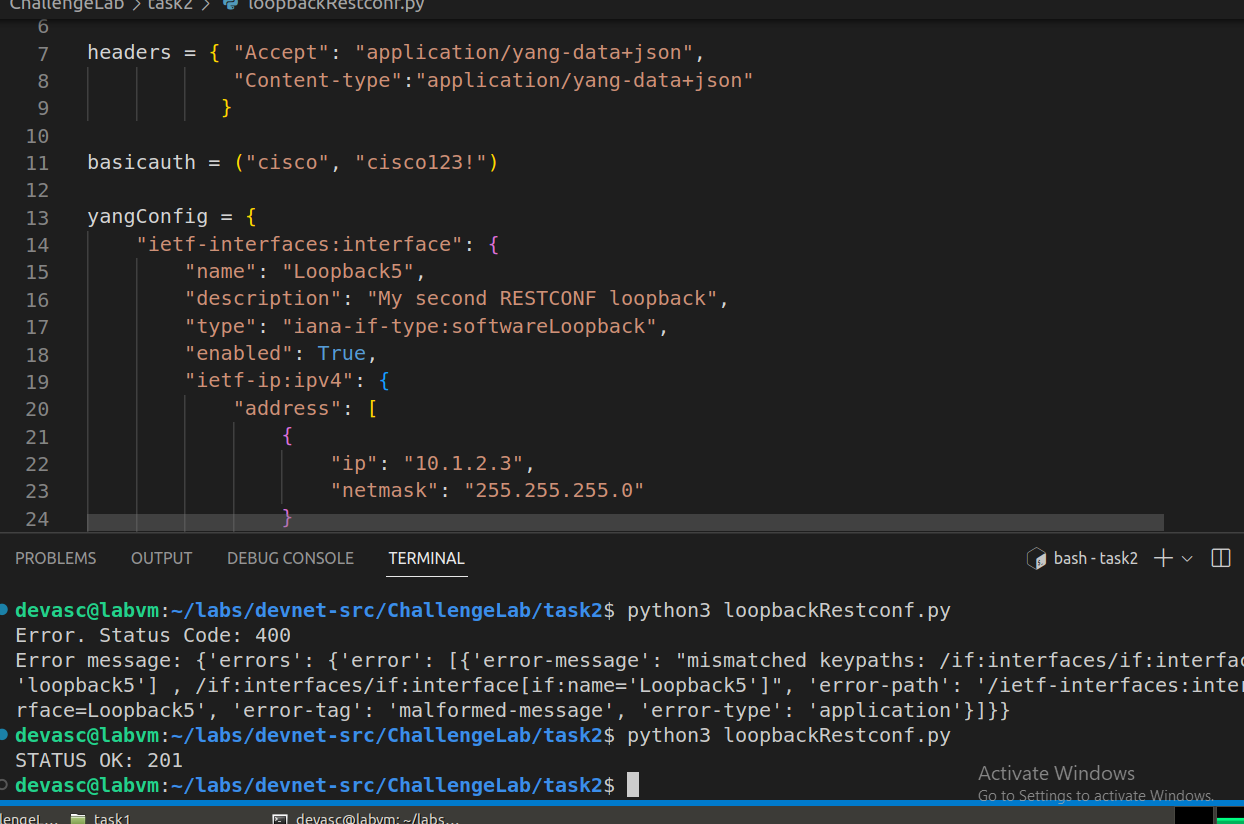 ChallengeLab > task2 > loopbackRestconf.py
6
7 headers = { "Accept": "application/yang-data+json",
8 "Content-type":"application/yang-data+json"
9 }
10
11 basicauth = ("cisco", "cisco123!")
12
13 yangConfig = {
14 "ietf-interfaces:interface": {
15 "name": "Loopback5",
16 "description": "My second RESTCONF loopback",
17 "type": "iana-if-type:softwareLoopback",
18 "enabled": True,
19 "ietf-ip:ipv4": {
20 "address": [
21 {
22 "ip": "10.1.2.3",
23 "netmask": "255.255.255.0"
24 }
PROBLEMS OUTPUT DEBUG CONSOLE TERMINAL bash - task2
devasc@labvm:~/labs/devnet-src/ChallengeLab/task2$ python3 loopbackRestconf.py
Error. Status Code: 400
Error message: {'errors': {'error': [{'error-message': "mismatched keypaths: /if:interfaces/if:interfac
'loopback5'] , /if:interfaces/if:interface[if:name='Loopback5']", 'error-path': '/ietf-interfaces:inter
rface=Loopback5', 'error-tag': 'malformed-message', 'error-type': 'application'}]}}
devasc@labvm:~/labs/devnet-src/ChallengeLab/task2$ python3 loopbackRestconf.py
STATUS OK: 201
devasc@labvm:~/labs/devnet-src/ChallengeLab/task2$
Activate Windows
Go to Settings to activate Windows.
lengeL... task1 devasc@labvm: ~/labs...